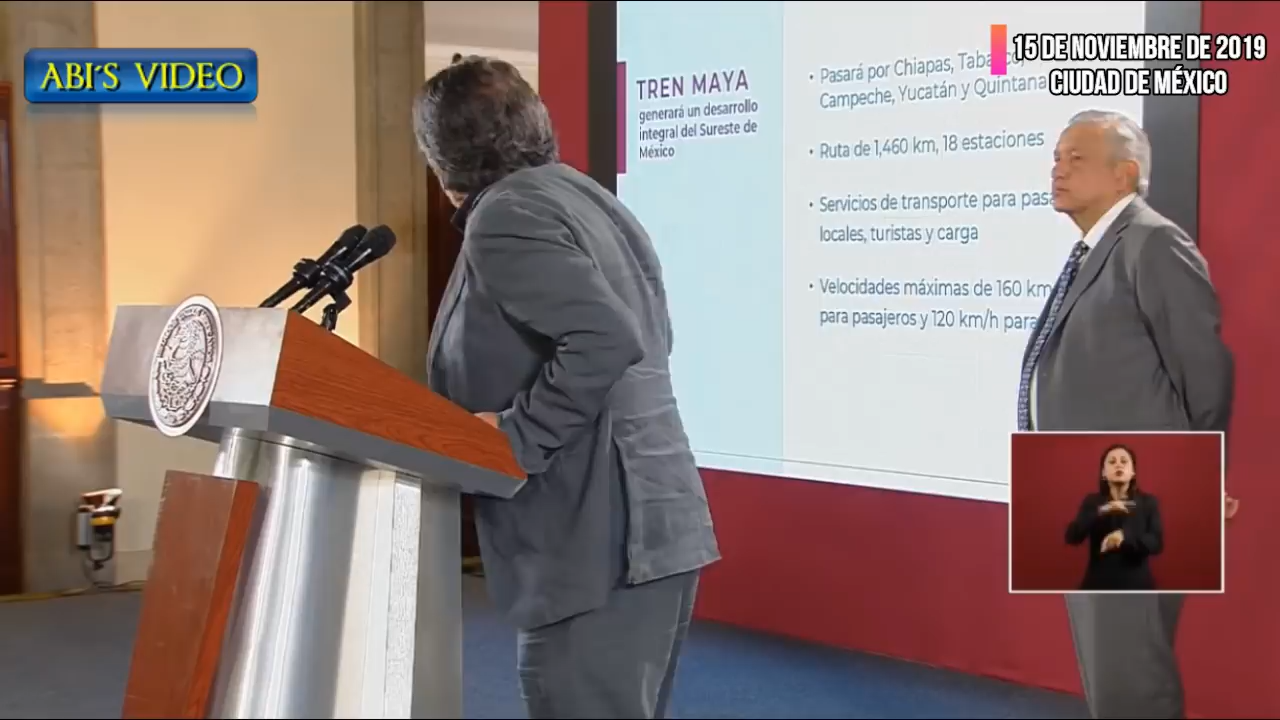 ABI´S VIDEO
15 DE NOVIEMBRE DE 2019
CIUDAD DE MÉXICO
TREN MAYA
generará un desarrollo
integral del Sureste de
México
• Pasará por Chiapas,
Campeche, Yucatán y Quintana
• Ruta de 1,460 km, 18 estaciones
• Servicios de transporte para
locales, turistas y carga
• Velocidades máximas de 160 km
para pasajeros y 120 km/h para